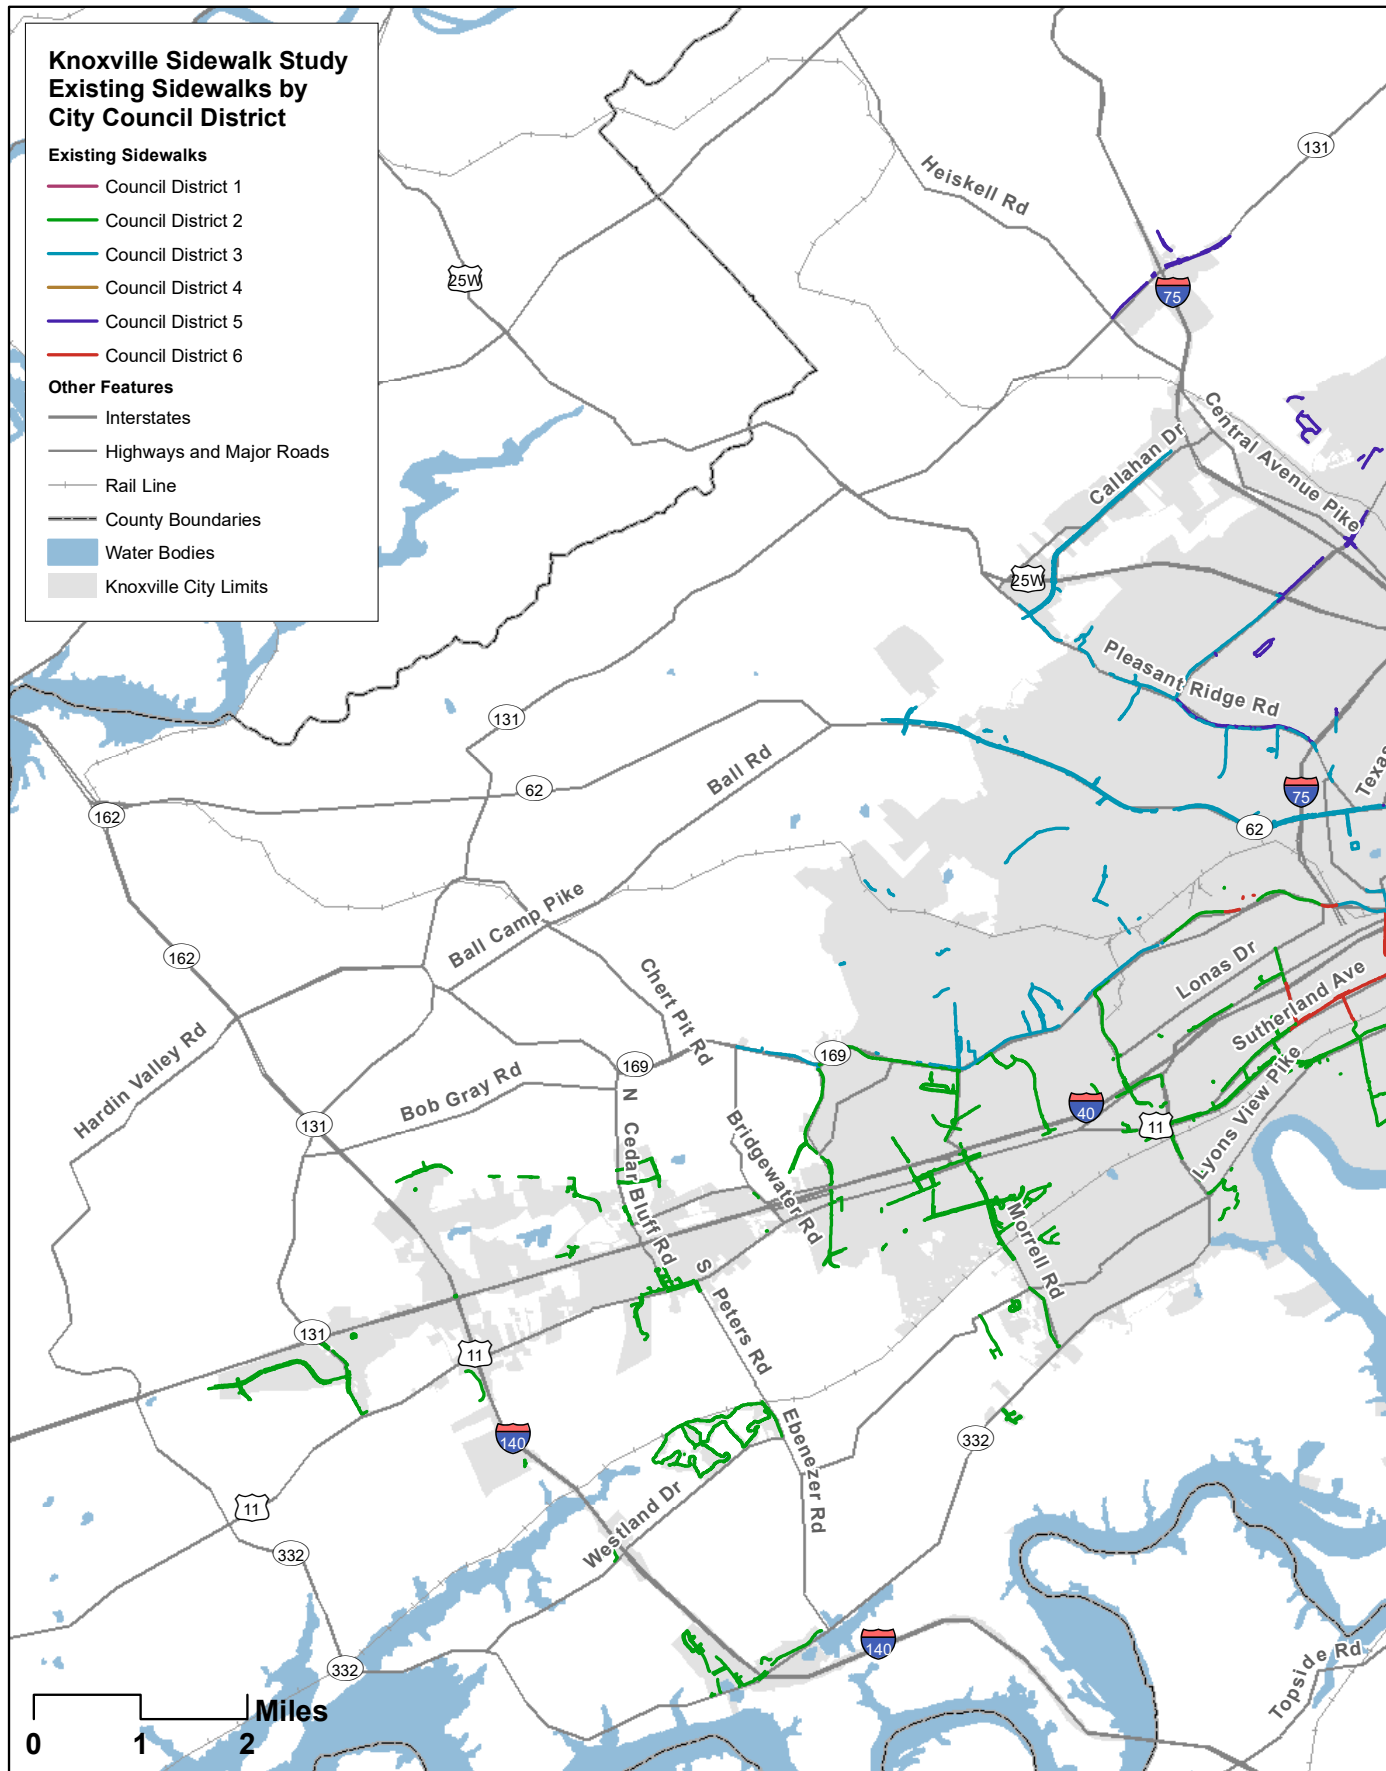 Knoxville Sidewalk Study
Existing Sidewalks by
City Council District
Existing Sidewalks
Council District 1
Council District 2
Council District 3
Council District 4
Council District 5
Council District 6
Other Features
Interstates
Highways and Major Roads
Rail Line
County Boundaries
Water Bodies
Knoxville City Limits
131
Heiskell Rd
25W
75
Central Avenue Pike
Callahan Dr
25W
Pleasant Ridge Rd
131
Ball Rd
62
75
Texas
162
62
Ball Camp Pike
162
Chert Pit Rd
Lonas Dr
Sutherland Ave
Hardin Valley Rd
169
169
Bob Gray Rd
N Cedar Bluff Rd
40
131
11
Bridgewater Rd
Lyons View Pike
Morrell Rd
S Peters Rd
131
11
140
Ebenezer Rd
332
Westland Dr
11
332
140
332
Topside Rd
Miles
0 1 2